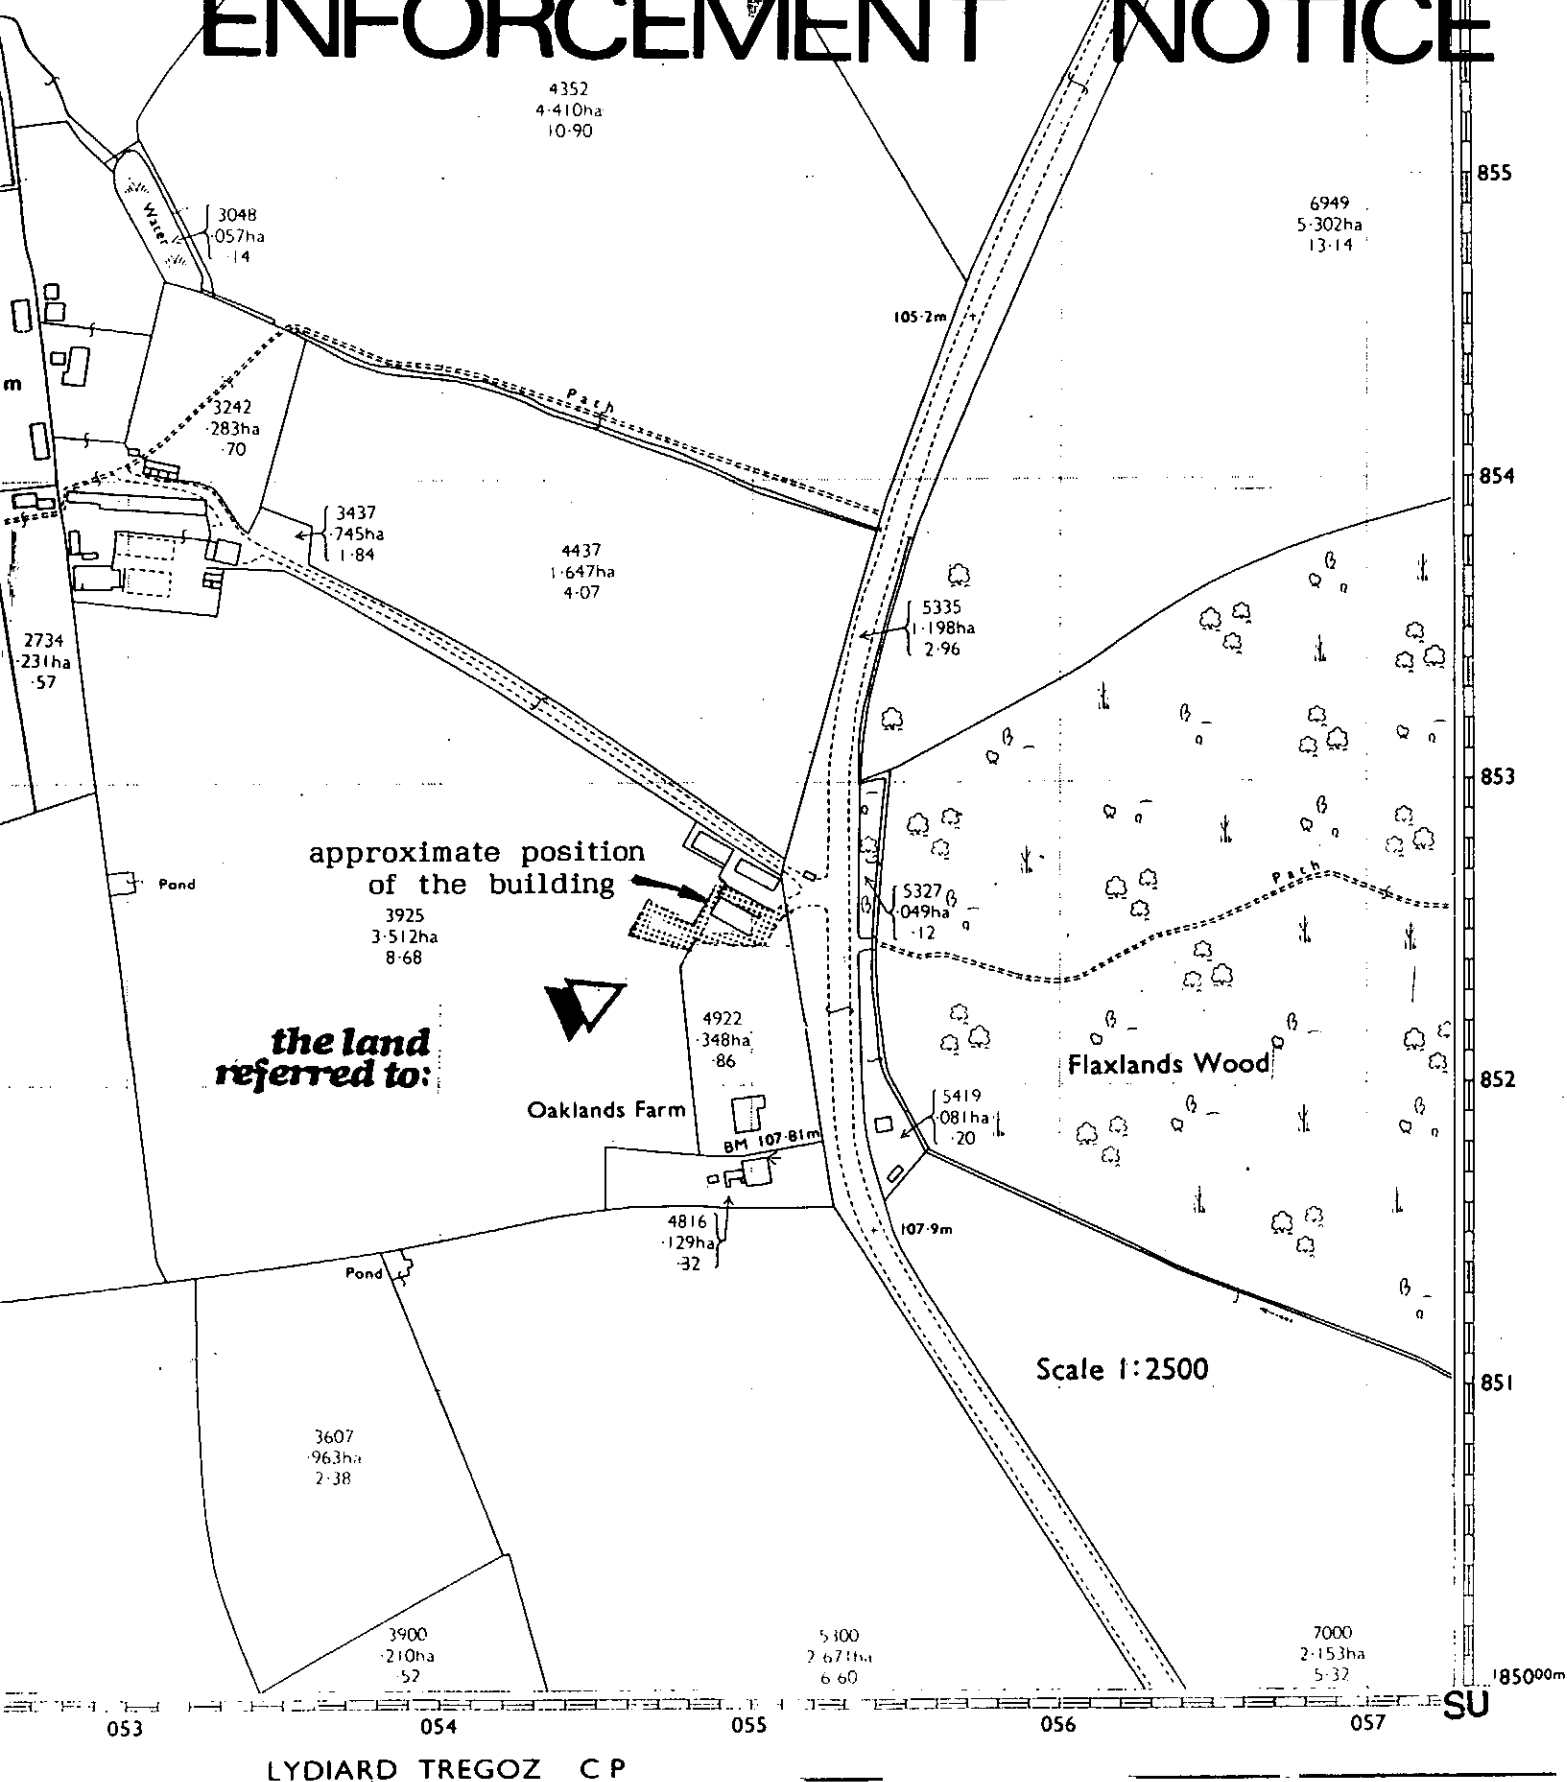 ENFORCEMENT NOTICE
4352
4·410ha
10·90
855
6949
5·302ha
13·14
3048
·057ha
·14
Water
105·2m
m
Path
3242
·283ha
·70
854
3437
·745ha
1·84
4437
1·647ha
4·07
5335
1·198ha
2·96
2734
·231ha
·57
853
approximate position
of the building
Pond
Path
5327
·049ha
·12
3925
3·512ha
8·68
4922
·348ha
·86
the land
referred to:
Flaxlands Wood
852
Oaklands Farm
5419
·081ha
·20
BM 107·81m
4816
·129ha
·32
107·9m
Pond
Scale 1:2500
851
3607
·963ha
2·38
3900
·210ha
·52
5300
2·671ha
6·60
7000
2·153ha
5·32
185000m
SU
053
054
055
056
057
LYDIARD TREGOZ CP